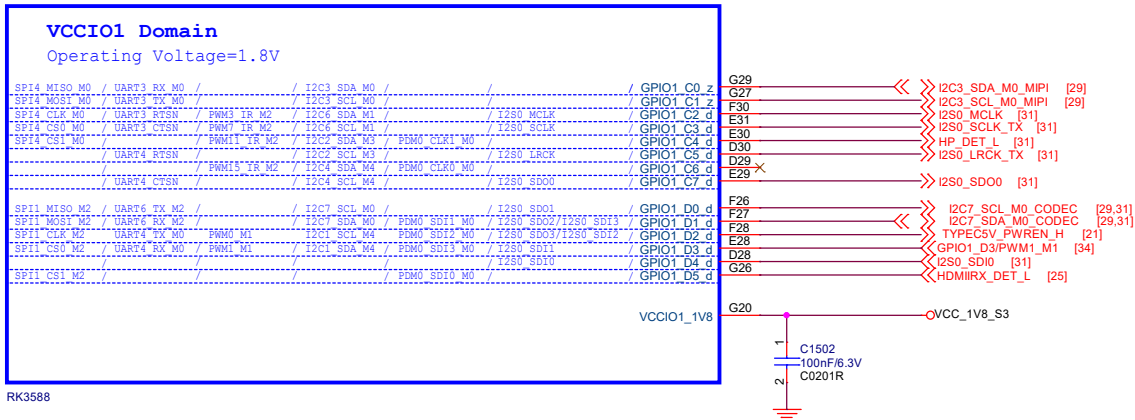 VCCIO1 Domain
Operating Voltage=1.8V
SPI4_MISO_M0 / UART3_RX_M0 / / I2C3_SDA_M0 / / / GPIO1_C0_z G29 I2C3_SDA_M0_MIPI [29]
SPI4_MOSI_M0 / UART3_TX_M0 / / I2C3_SCL_M0 / / / GPIO1_C1_z G27 I2C3_SCL_M0_MIPI [29]
SPI4_CLK_M0 / UART3_RTSN / PWM3_IR_M2 / I2C6_SDA_M1 / / I2S0_MCLK / GPIO1_C2_d F30 I2S0_MCLK [31]
SPI4_CS0_M0 / UART3_CTSN / PWM7_IR_M2 / I2C6_SCL_M1 / / I2S0_SCLK / GPIO1_C3_d E31 I2S0_SCLK_TX [31]
SPI4_CS1_M0 / / PWM11_IR_M2 / I2C2_SDA_M3 / PDM0_CLK1_M0 / / GPIO1_C4_d E30 HP_DET_L [31]
/ UART4_RTSN / / I2C2_SCL_M3 / / I2S0_LRCK / GPIO1_C5_d D30 I2S0_LRCK_TX [31]
/ / PWM15_IR_M2 / I2C4_SDA_M4 / PDM0_CLK0_M0 / / GPIO1_C6_d D29
/ UART4_CTSN / / I2C4_SCL_M4 / / I2S0_SDO0 / GPIO1_C7_d E29 I2S0_SDO0 [31]
SPI1_MISO_M2 / UART6_TX_M2 / / I2C7_SCL_M0 / / I2S0_SDO1 / GPIO1_D0_d F26 I2C7_SCL_M0_CODEC [29,31]
SPI1_MOSI_M2 / UART6_RX_M2 / / I2C7_SDA_M0 / PDM0_SDI1_M0 / I2S0_SDO2/I2S0_SDI3 / GPIO1_D1_d F27 I2C7_SDA_M0_CODEC [29,31]
SPI1_CLK_M2 / UART4_TX_M0 / PWM0_M1 / I2C1_SCL_M4 / PDM0_SDI2_M0 / I2S0_SDO3/I2S0_SDI2 / GPIO1_D2_d F28 TYPEC5V_PWREN_H [21]
SPI1_CS0_M2 / UART4_RX_M0 / PWM1_M1 / I2C1_SDA_M4 / PDM0_SDI3_M0 / I2S0_SDI1 / GPIO1_D3_d E28 GPIO1_D3/PWM1_M1 [34]
/ / / / / I2S0_SDI0 / GPIO1_D4_d D28 I2S0_SDI0 [31]
SPI1_CS1_M2 / / / / PDM0_SDI0_M0 / / GPIO1_D5_d G26 HDMIIRX_DET_L [25]
VCCIO1_1V8 G20 VCC_1V8_S3
1
C1502
100nF/6.3V
2 C0201R
RK3588